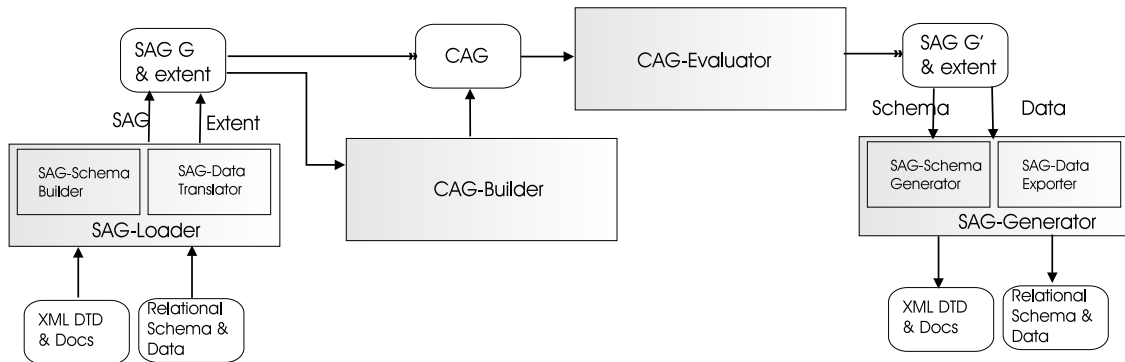 SAG G
& extent
CAG
CAG-Evaluator
SAG G'
& extent
SAG
Extent
Schema
Data
SAG-Schema
Builder
SAG-Data
Translator
SAG-Loader
CAG-Builder
SAG-Schema
Generator
SAG-Data
Exporter
SAG-Generator
XML DTD
& Docs
Relational
Schema &
Data
XML DTD
& Docs
Relational
Schema &
Data